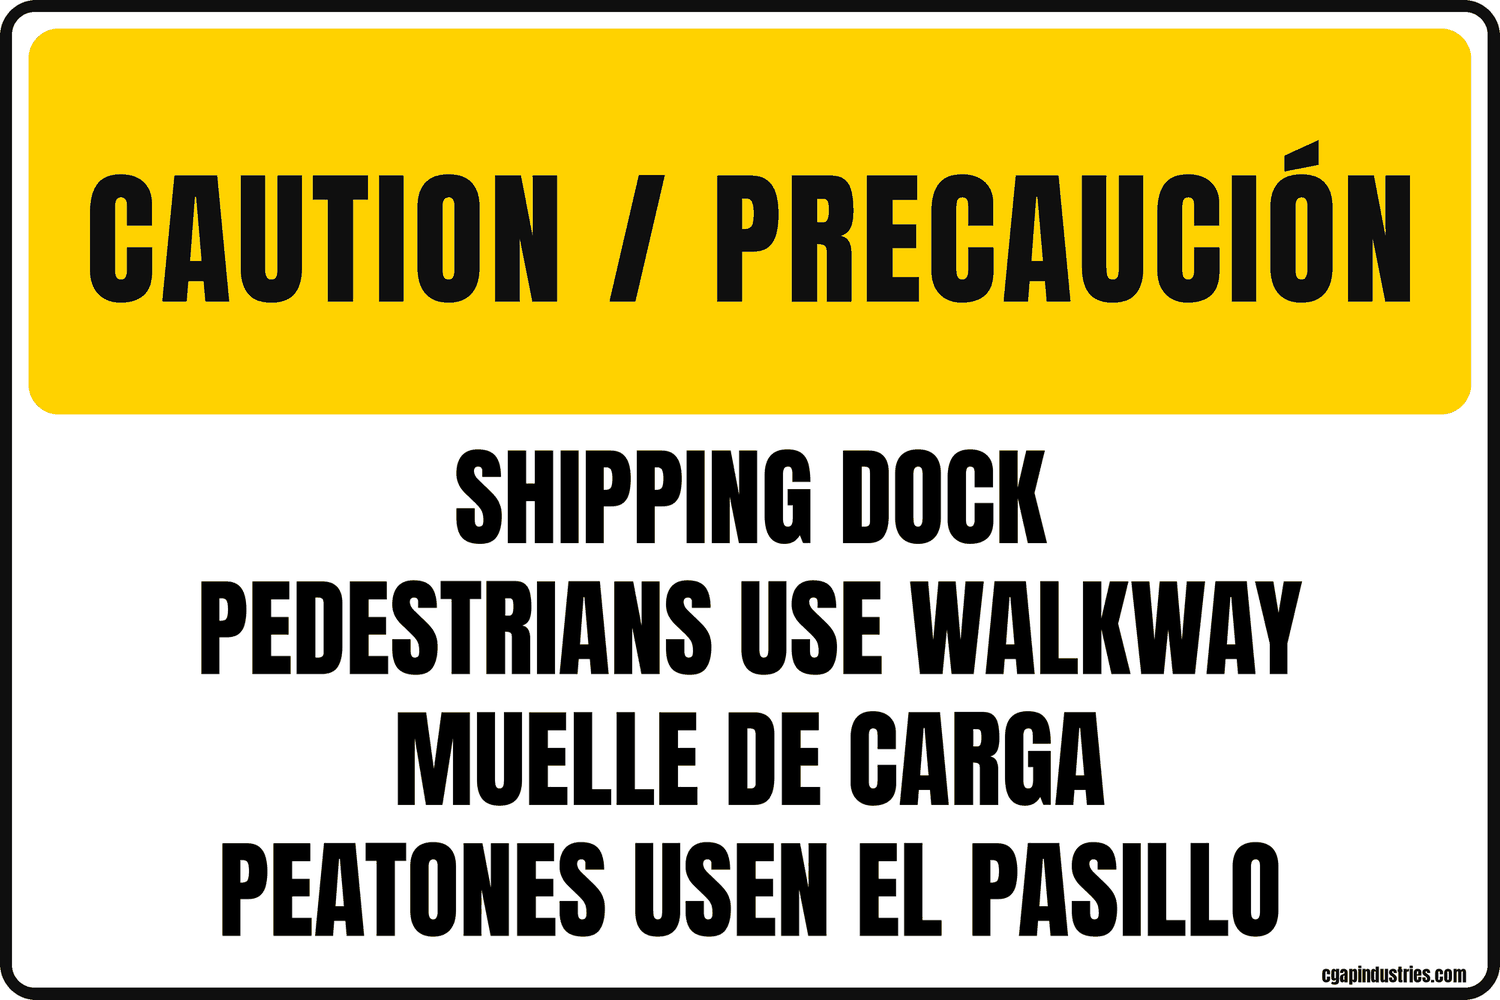 CAUTION / PRECAUCIÓN
SHIPPING DOCK
PEDESTRIANS USE WALKWAY
MUELLE DE CARGA
PEATONES USEN EL PASILLO
cgapindustries.com